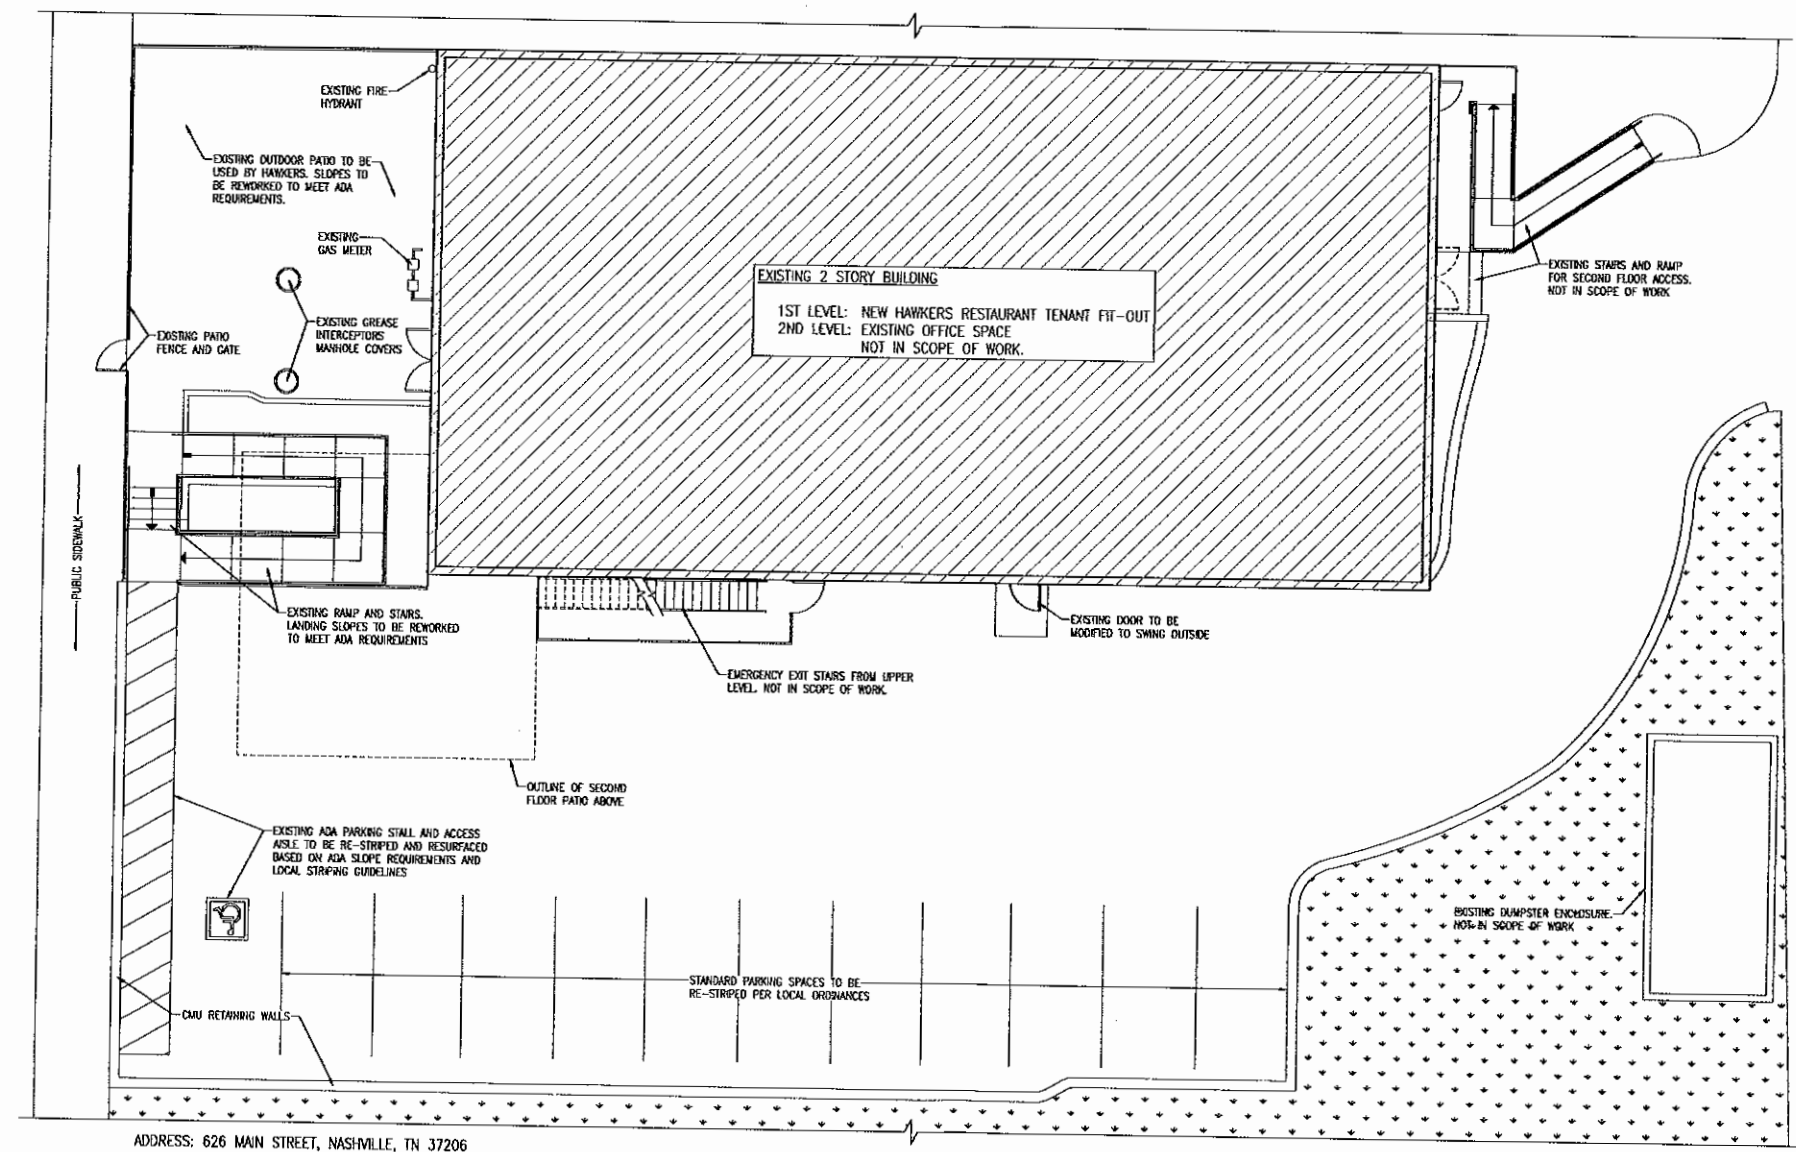 EXISTING FIRE
HYDRANT
EXISTING OUTDOOR PATIO TO BE
USED BY HAWKERS. SLOPES TO
BE REWORKED TO MEET ADA
REQUIREMENTS.
EXISTING
GAS METER
EXISTING GREASE
INTERCEPTORS
MANHOLE COVERS
EXISTING PATIO
FENCE AND GATE
EXISTING 2 STORY BUILDING
1ST LEVEL: NEW HAWKERS RESTAURANT TENANT FIT-OUT
2ND LEVEL: EXISTING OFFICE SPACE
NOT IN SCOPE OF WORK.
EXISTING STAIRS AND RAMP
FOR SECOND FLOOR ACCESS.
NOT IN SCOPE OF WORK
PUBLIC SIDEWALK
EXISTING RAMP AND STAIRS.
LANDING SLOPES TO BE REWORKED
TO MEET ADA REQUIREMENTS
EXISTING DOOR TO BE
MODIFIED TO SWING OUTSIDE
EMERGENCY EXIT STAIRS FROM UPPER
LEVEL. NOT IN SCOPE OF WORK.
OUTLINE OF SECOND
FLOOR PATIO ABOVE
EXISTING ADA PARKING STALL AND ACCESS
AISLE TO BE RE-STRIPED AND RESURFACED
BASED ON ADA SLOPE REQUIREMENTS AND
LOCAL STRIPING GUIDELINES
EXISTING DUMPSTER ENCLOSURE.
NOT IN SCOPE OF WORK
STANDARD PARKING SPACES TO BE
RE-STRIPED PER LOCAL ORDINANCES
CMU RETAINING WALLS
ADDRESS: 626 MAIN STREET, NASHVILLE, TN 37206